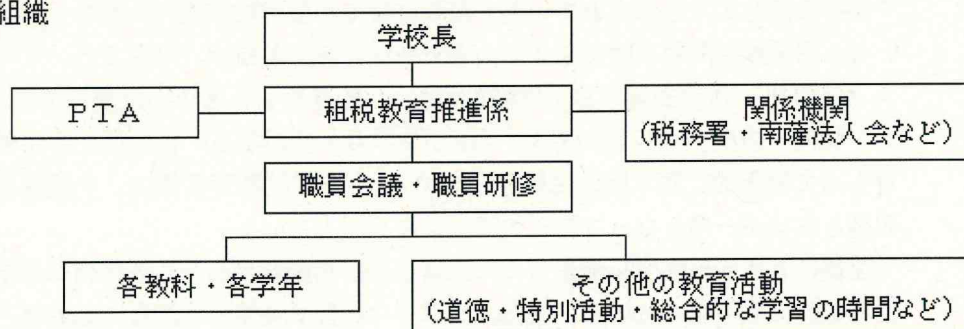 組織
学校長
PTA
租税教育推進係
関係機関
(税務署・南薩法人会など)
職員会議・職員研修
各教科・各学年
その他の教育活動
(道徳・特別活動・総合的な学習の時間など)